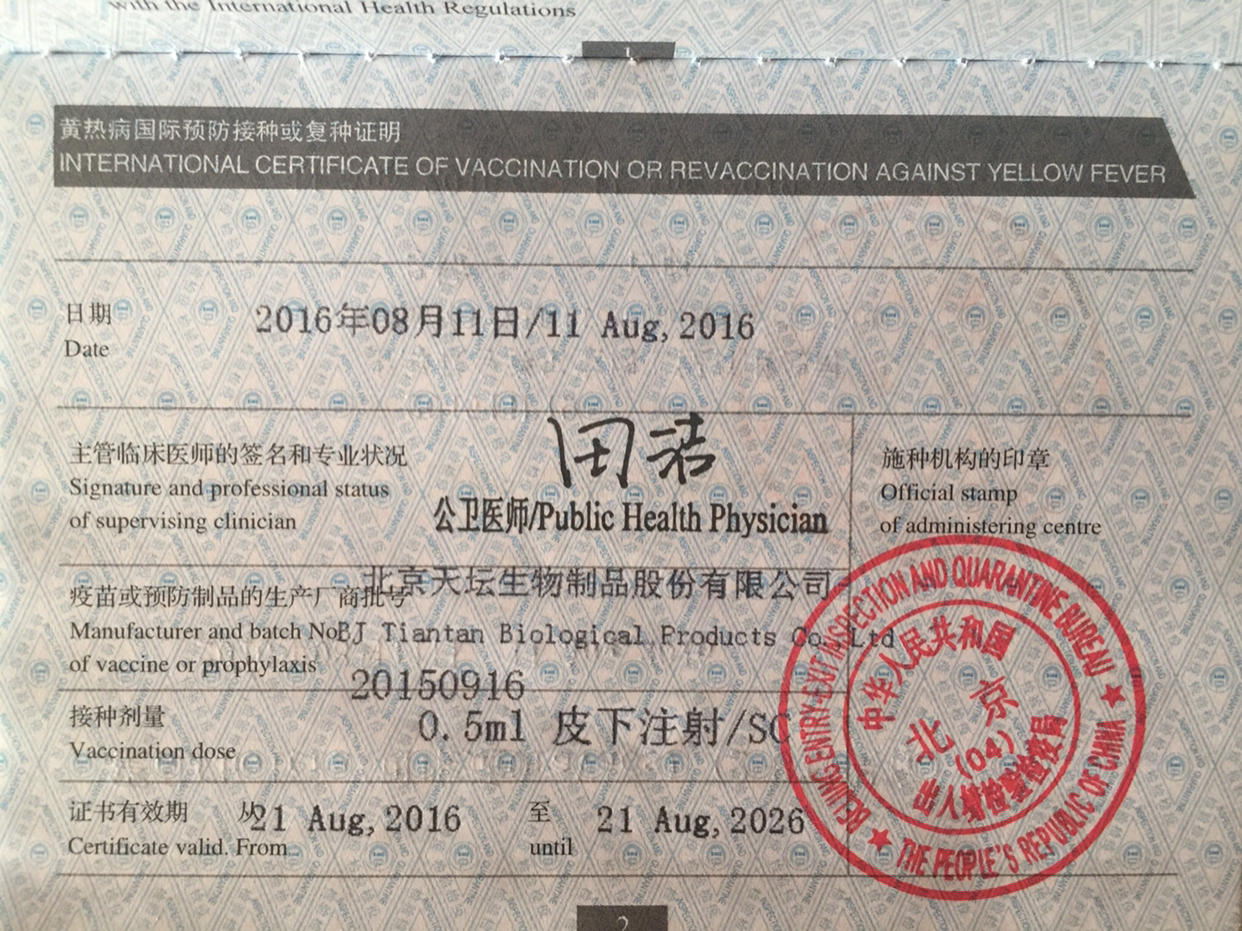 with the International Health Regulations
1
黄热病国际预防接种或复种证明
INTERNATIONAL CERTIFICATE OF VACCINATION OR REVACCINATION AGAINST YELLOW FEVER
日期
Date
2016年08月11日/11 Aug, 2016
主管临床医师的签名和专业状况
Signature and professional status
of supervising clinician
田洁
公卫医师/Public Health Physician
施种机构的印章
Official stamp
of administering centre
疫苗或预防制品的生产厂商批号
Manufacturer and batch No
of vaccine or prophylaxis
北京天坛生物制品股份有限公司
BJ Tiantan Biological Products Co. Ltd
20150916
接种剂量
Vaccination dose
0.5ml 皮下注射/SC
证书有效期 从21 Aug, 2016 至 21 Aug, 2026
Certificate valid. From until
BEIJING ENTRY-EXIT INSPECTION AND QUARANTINE BUREAU
THE PEOPLE'S REPUBLIC OF CHINA
中华人民共和国
北京
(04)
出入境检验检疫局
2